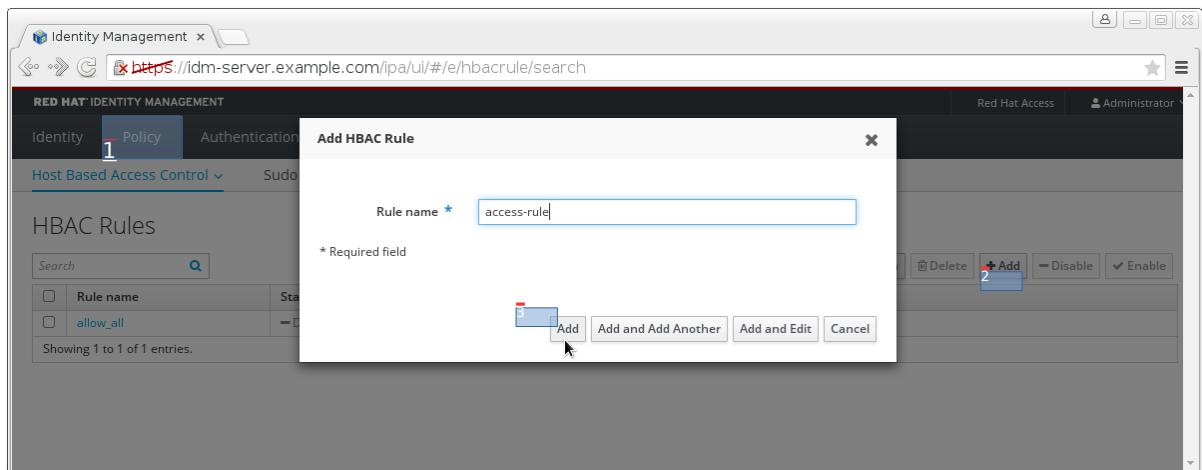 Identity Management ×
https://idm-server.example.com/ipa/ui/#/e/hbacrule/search
RED HAT IDENTITY MANAGEMENT Red Hat Access Administrator
Identity Policy Authentication
1
Host Based Access Control Sudo
Add HBAC Rule
Rule name * access-rule
* Required field
HBAC Rules
Search Delete +Add Disable Enable
2
Rule name Sta
allow_all
Showing 1 to 1 of 1 entries.
3
Add Add and Add Another Add and Edit Cancel